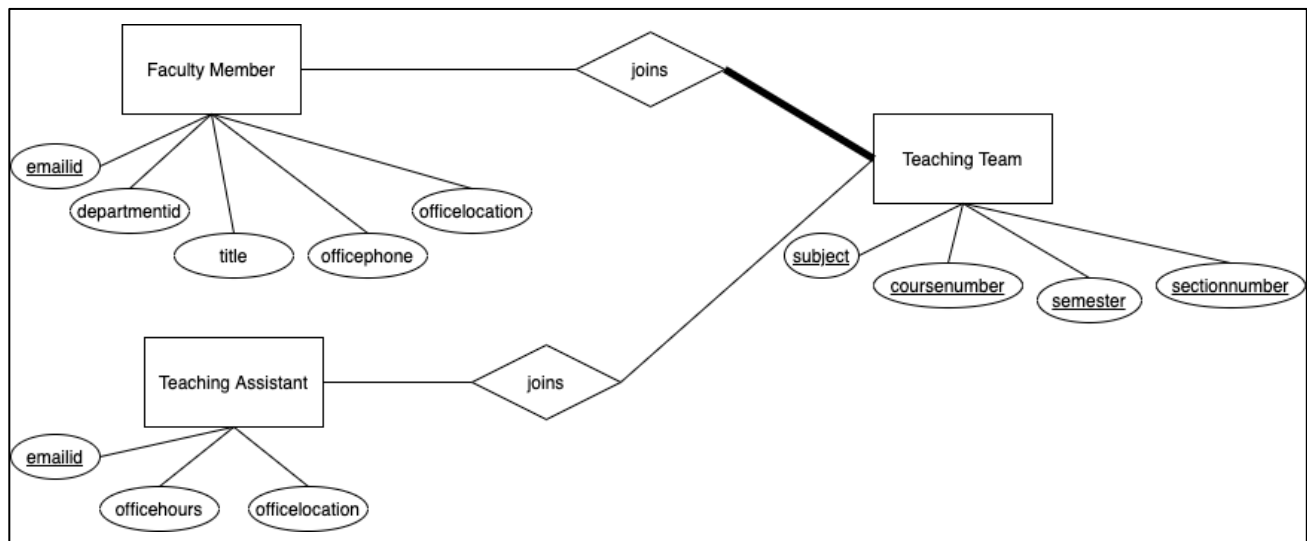 Faculty Member
joins
Teaching Team
emailid
departmentid
title
officephone
officelocation
subject
coursenumber
semester
sectionnumber
Teaching Assistant
joins
emailid
officehours
officelocation